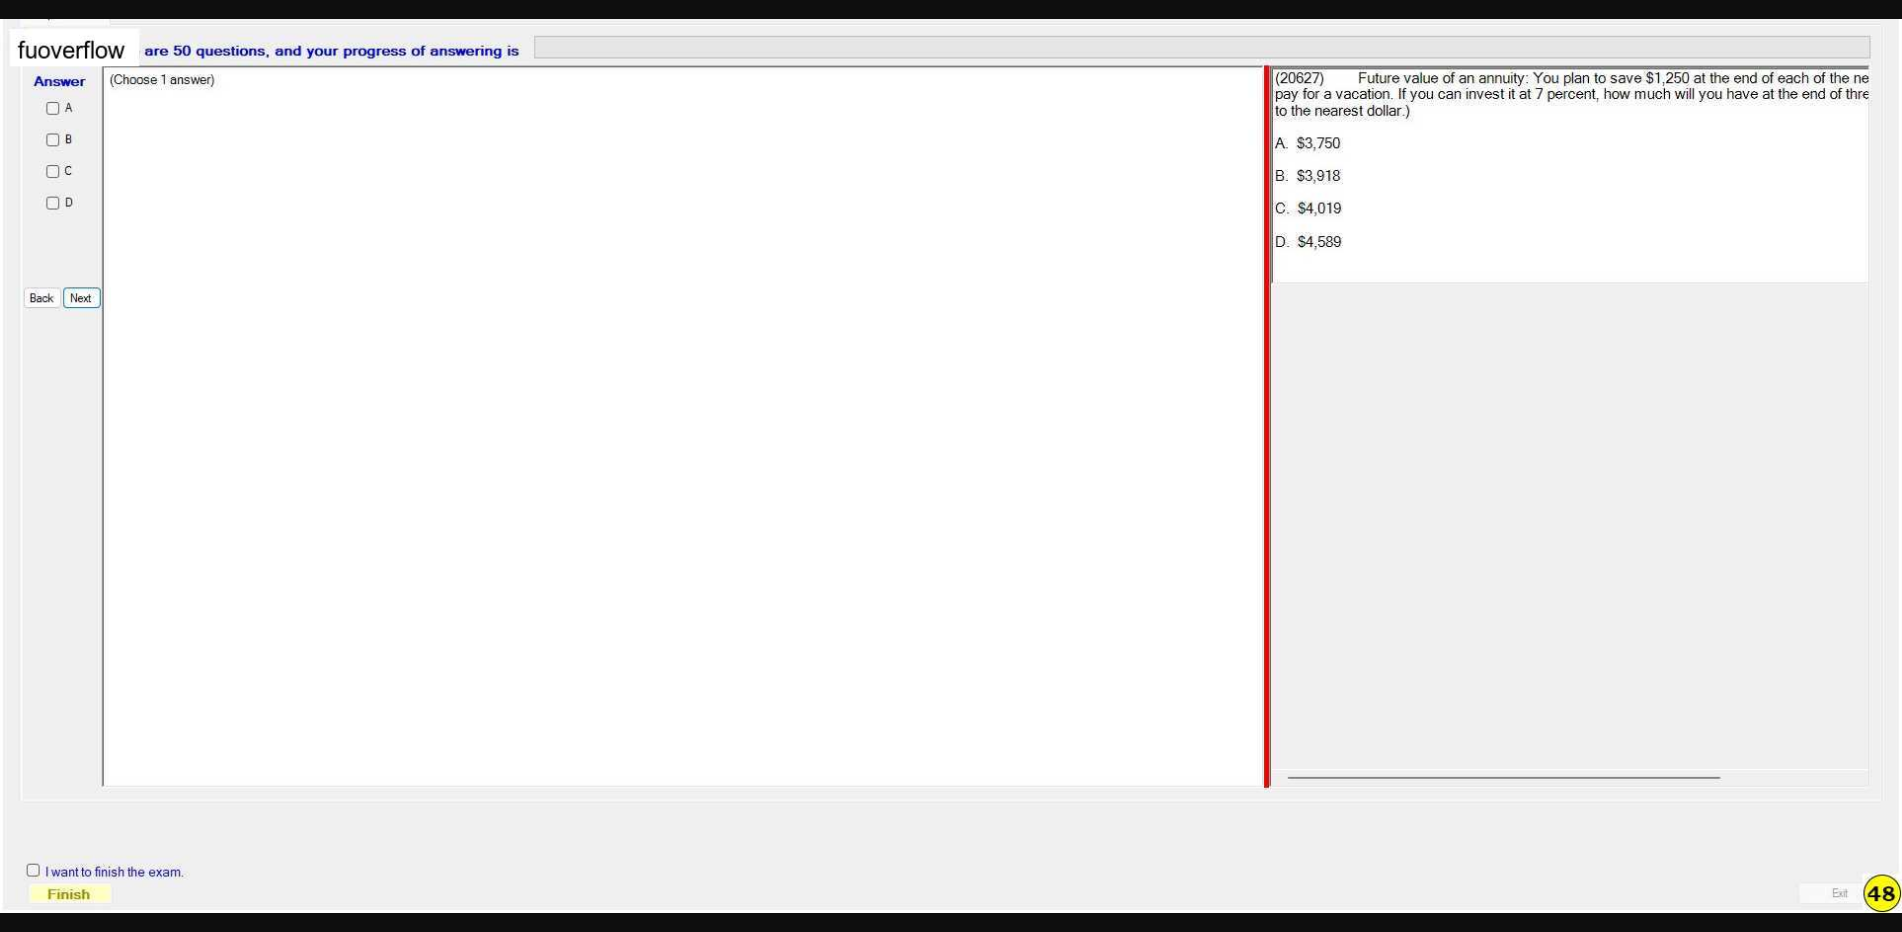 fuoverflow are 50 questions, and your progress of answering is
Answer
A
B
C
D
Back Next
(Choose 1 answer)
(20627) Future value of an annuity: You plan to save $1,250 at the end of each of the ne
pay for a vacation. If you can invest it at 7 percent, how much will you have at the end of thre
to the nearest dollar.)
A. $3,750
B. $3,918
C. $4,019
D. $4,589
I want to finish the exam.
Finish
Exit 48